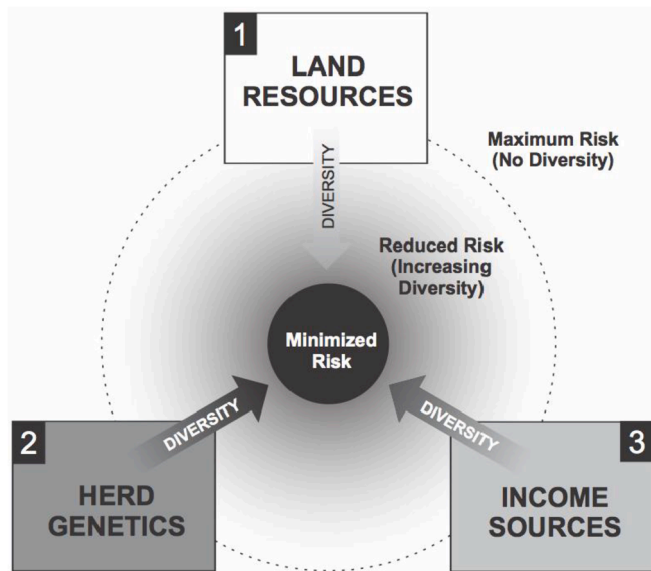 1
LAND
RESOURCES
DIVERSITY
Maximum Risk
(No Diversity)
Reduced Risk
(Increasing
Diversity)
Minimized
Risk
DIVERSITY
DIVERSITY
2
HERD
GENETICS
3
INCOME
SOURCES